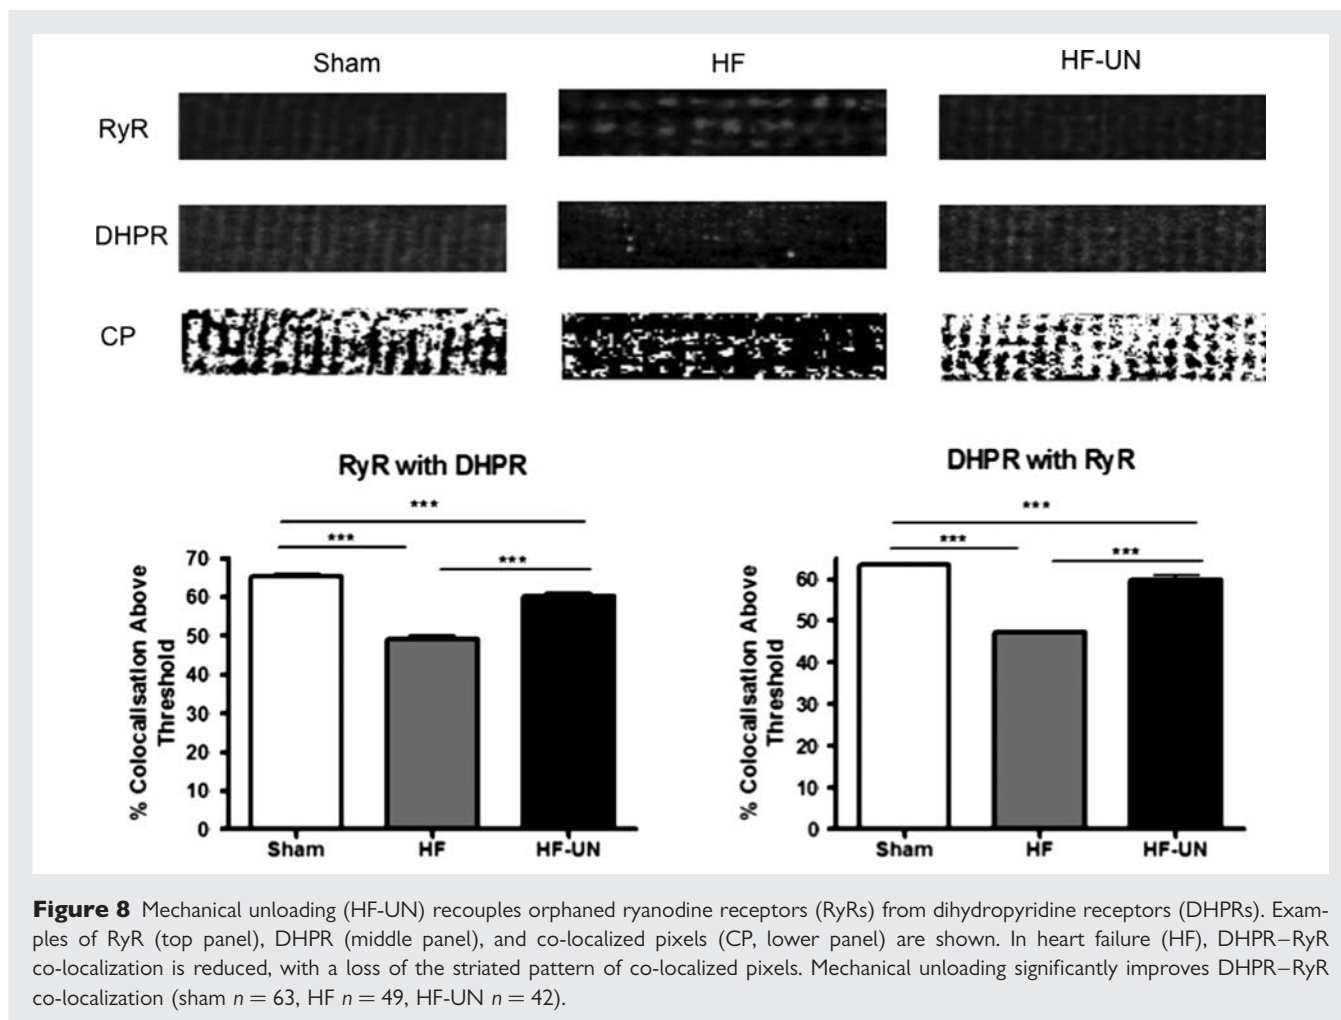 Sham HF HF-UN
RyR
DHPR
CP
RyR with DHPR
***
***
***
% Colocalisation Above
Threshold
70
60
50
40
30
20
10
0
Sham HF HF-UN
DHPR with RyR
***
***
***
% Colocalisation Above
Threshold
60
50
40
30
20
10
0
Sham HF HF-UN
Figure 8 Mechanical unloading (HF-UN) recouples orphaned ryanodine receptors (RyRs) from dihydropyridine receptors (DHPRs). Exam-
ples of RyR (top panel), DHPR (middle panel), and co-localized pixels (CP, lower panel) are shown. In heart failure (HF), DHPR–RyR
co-localization is reduced, with a loss of the striated pattern of co-localized pixels. Mechanical unloading significantly improves DHPR–RyR
co-localization (sham n = 63, HF n = 49, HF-UN n = 42).